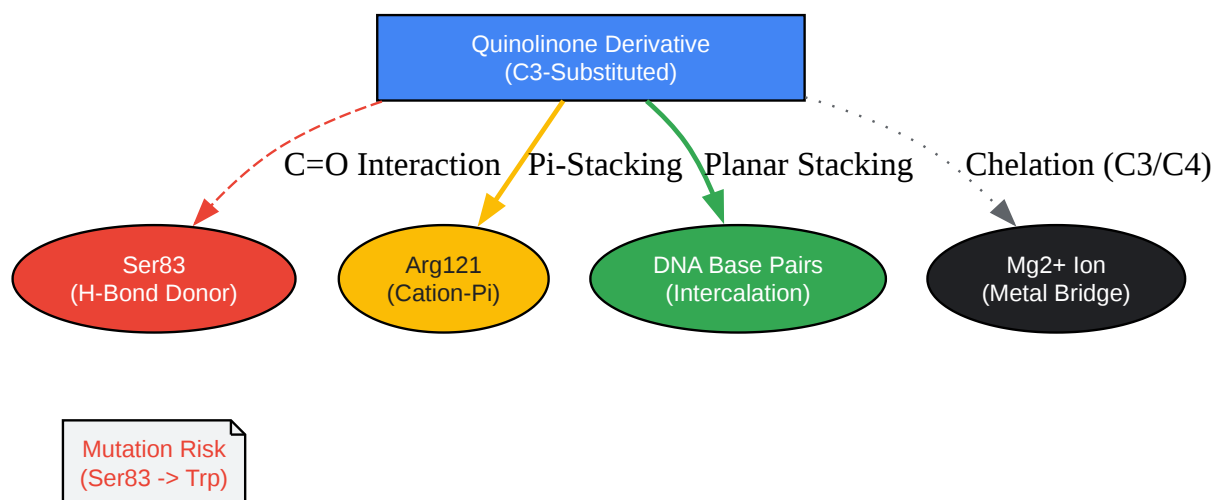 Quinolinone Derivative
(C3-Substituted)
C=O Interaction
Pi-Stacking
Planar Stacking
Chelation (C3/C4)
Ser83
(H-Bond Donor)
Arg121
(Cation-Pi)
DNA Base Pairs
(Intercalation)
Mg2+ Ion
(Metal Bridge)
Mutation Risk
(Ser83 -> Trp)